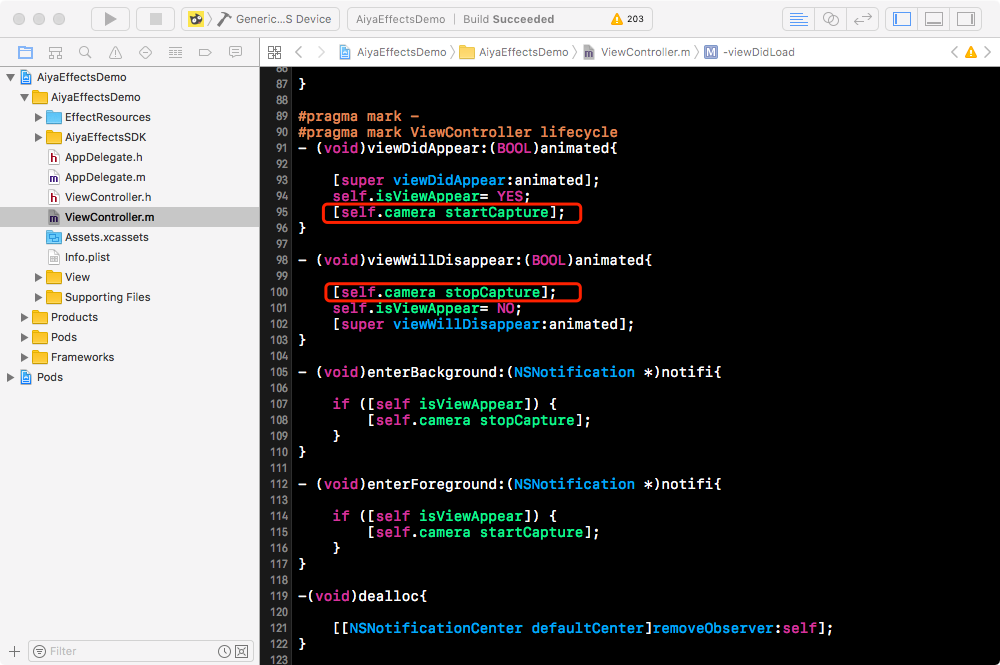 Generic...S Device
AiyaEffectsDemo | Build Succeeded
203
AiyaEffectsDemo
AiyaEffectsDemo
ViewController.m
M
-viewDidLoad
AiyaEffectsDemo
AiyaEffectsDemo
EffectResources
AiyaEffectsSDK
h AppDelegate.h
m AppDelegate.m
h ViewController.h
m ViewController.m
Assets.xcassets
Info.plist
View
Supporting Files
Products
Pods
Frameworks
Pods
Filter
86
87 }
88
89 #pragma mark -
90 #pragma mark ViewController lifecycle
91 - (void)viewDidAppear:(BOOL)animated{
92
93 [super viewDidAppear:animated];
94 self.isViewAppear= YES;
95 [self.camera startCapture];
96 }
97
98 - (void)viewWillDisappear:(BOOL)animated{
99
100 [self.camera stopCapture];
101 self.isViewAppear= NO;
102 [super viewWillDisappear:animated];
103 }
104
105 - (void)enterBackground:(NSNotification *)notifi{
106
107 if ([self isViewAppear]) {
108 [self.camera stopCapture];
109 }
110 }
111
112 - (void)enterForeground:(NSNotification *)notifi{
113
114 if ([self isViewAppear]) {
115 [self.camera startCapture];
116 }
117 }
118
119 -(void)dealloc{
120
121 [[NSNotificationCenter defaultCenter]removeObserver:self];
122 }
123